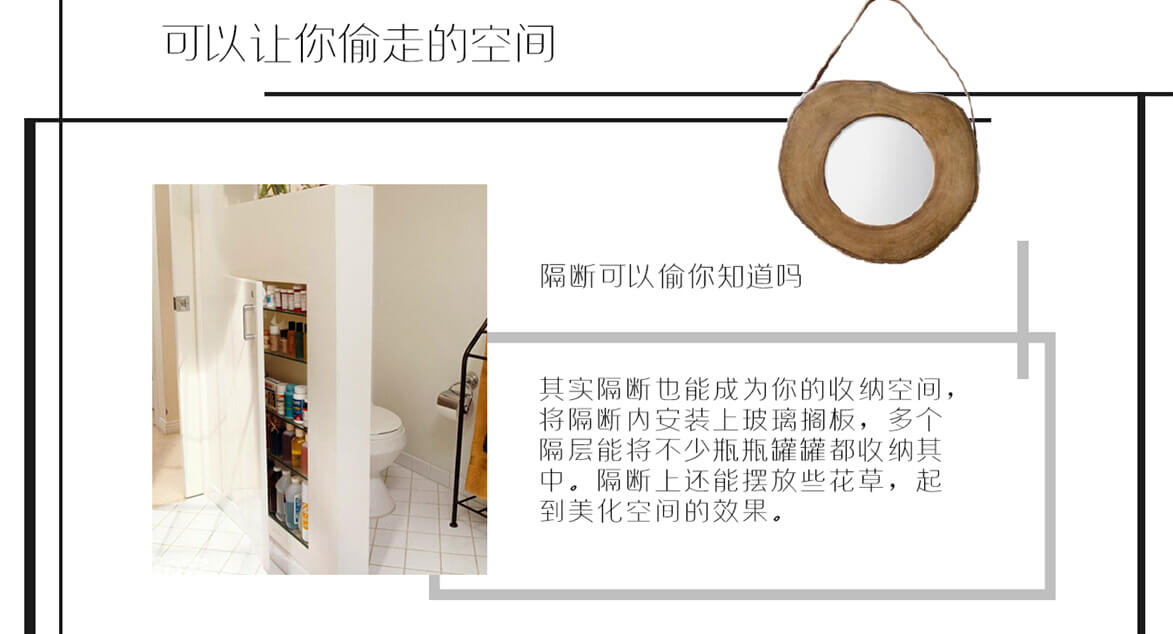 可以让你偷走的空间
隔断可以偷你知道吗
其实隔断也能成为你的收纳空间，
将隔断内安装上玻璃搁板，多个
隔层能将不少瓶瓶罐罐都收纳其
中。隔断上还能摆放些花草，起
到美化空间的效果。